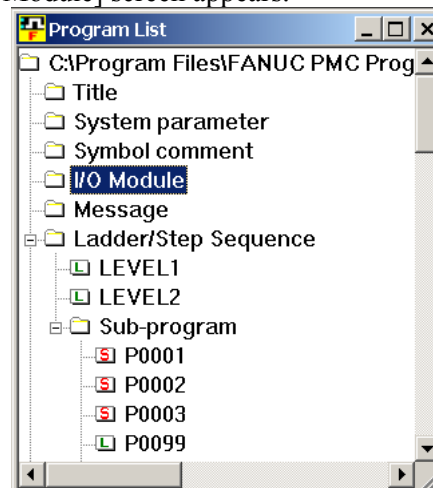 Module] screen appears.
Program List
C:\Program Files\FANUC PMC Prog
Title
System parameter
Symbol comment
I/O Module
Message
Ladder/Step Sequence
L LEVEL1
L LEVEL2
Sub-program
S P0001
S P0002
S P0003
L P0099